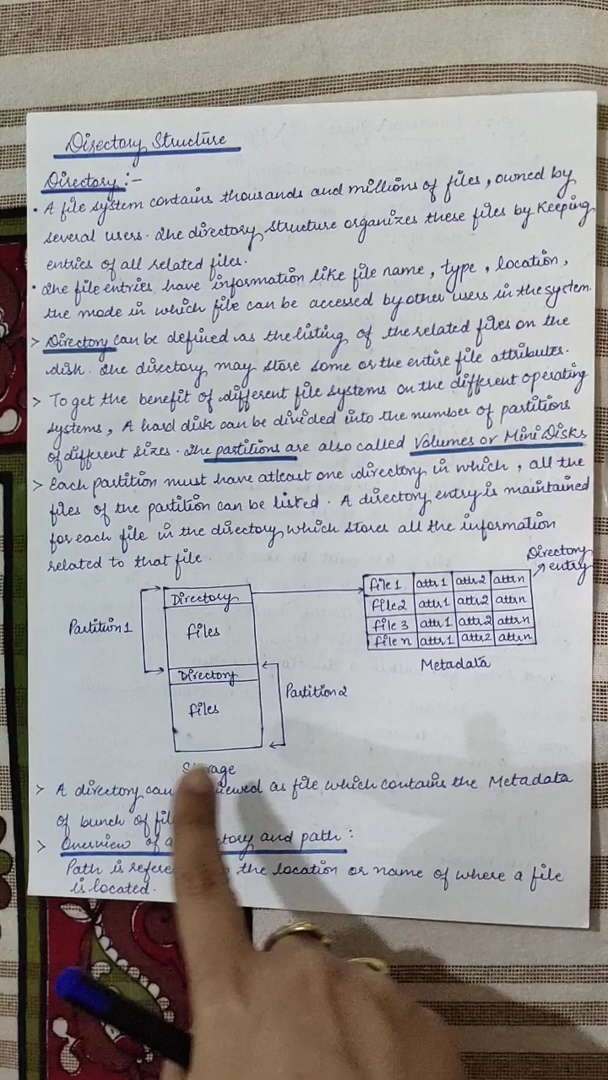 Directory Structure
Directory :-
• A file system contains thousands and millions of files, owned by
several users. The directory structure organizes these files by keeping
entries of all related files.
• The file entries have information like file name, type, location,
the mode in which file can be accessed by other users in the system.
> Directory can be defined as the listing of the related files on the
disk. The directory may store some or the entire file attributes.
> To get the benefit of different file systems on the different operating
systems, A hard disk can be divided into the number of partitions
of different sizes. The partitions are also called Volumes or Mini Disks
> Each partition must have atleast one directory in which, all the
files of the partition can be listed. A directory entry is maintained
for each file in the directory which stores all the information
related to that file.
Directory
entry
Partition 1
Directory
files
Directory
files
Partition 2
file 1 attr 1 attr 2 attrn
file 2 attr 1 attr 2 attrn
file 3 attr 1 attr 2 attrn
file n attr 1 attr 2 attrn
Metadata
> A directory can as file which contains the Metadata
of bunch of
> Overview of and path :
Path is the location or name of where a file
is located.